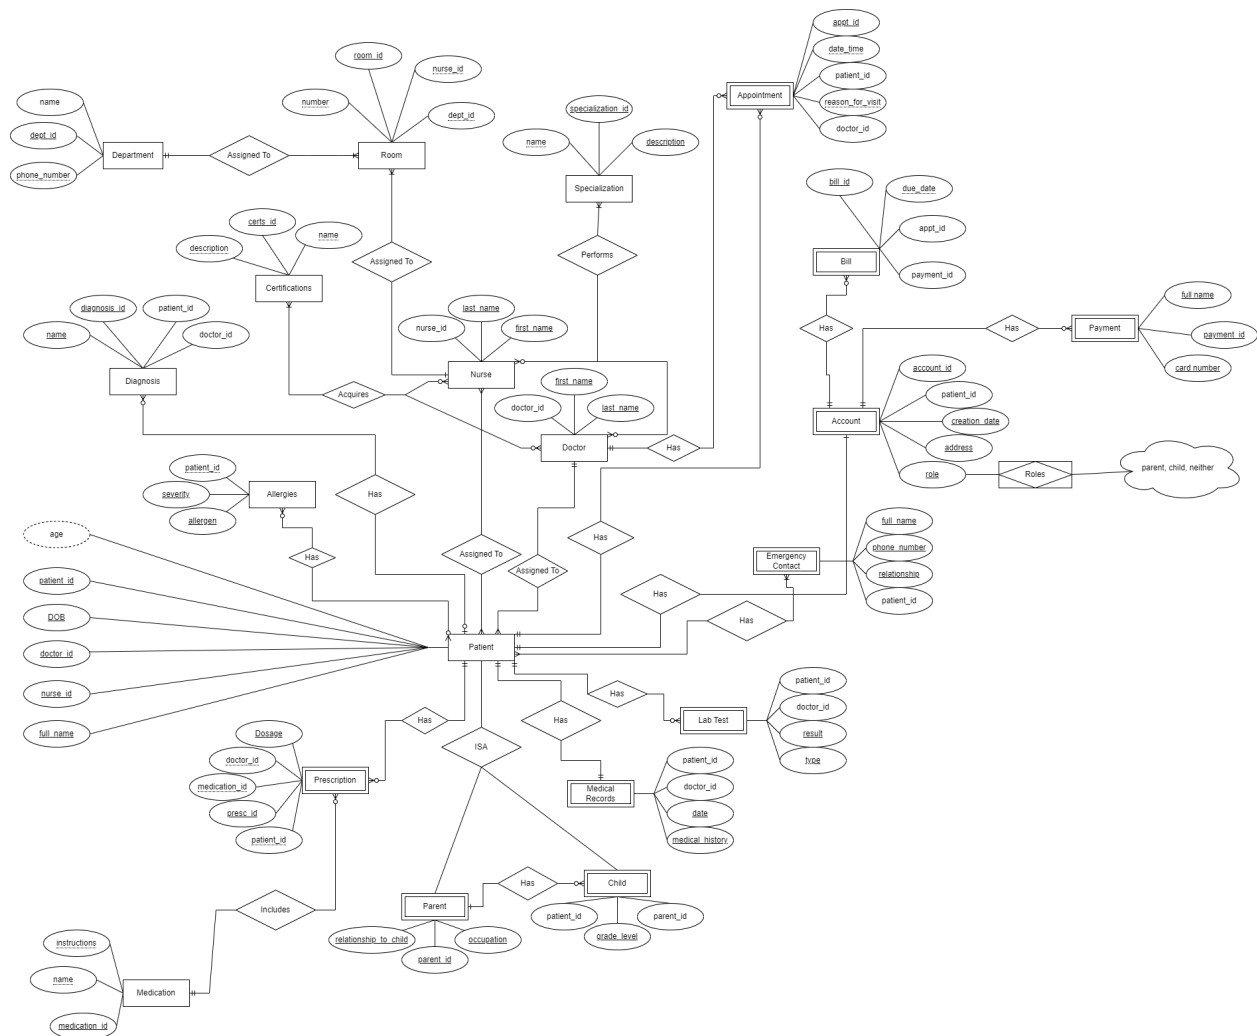 appt_id
date_time
patient_id
reason_for_visit
doctor_id
Appointment
room_id
nurse_id
number
dept_id
Room
name
dept_id
phone_number
Department
Assigned To
specialization_id
name
description
Specialization
Performs
bill_id
due_date
appt_id
payment_id
Bill
Has
certs_id
description
name
Certifications
Assigned To
diagnosis_id
patient_id
name
doctor_id
Diagnosis
last_name
nurse_id
first_name
Nurse
Acquires
first_name
doctor_id
last_name
Doctor
Has
Has
full name
payment_id
card number
Payment
account_id
patient_id
creation_date
address
role
Account
Roles
parent, child, neither
patient_id
severity
allergen
Allergies
Has
Has
Assigned To
Assigned To
Has
Has
Has
Emergency
Contact
full_name
phone_number
relationship
patient_id
age
patient_id
DOB
doctor_id
nurse_id
full_name
Patient
Has
Has
Has
ISA
Lab Test
patient_id
doctor_id
result
type
Medical
Records
patient_id
doctor_id
date
medical_history
Dosage
doctor_id
medication_id
presc_id
patient_id
Prescription
Includes
Parent
Has
Child
relationship_to_child
parent_id
occupation
patient_id
grade_level
parent_id
instructions
name
medication_id
Medication